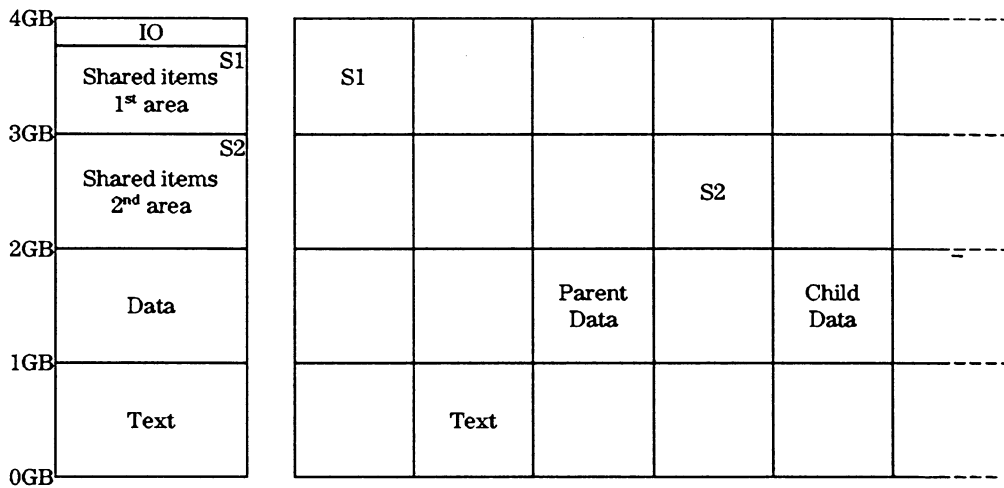 4GB
IO
S1
Shared items
1st area
S1
3GB
S2
Shared items
2nd area
S2
2GB
Data
Parent
Data
Child
Data
1GB
Text
Text
0GB